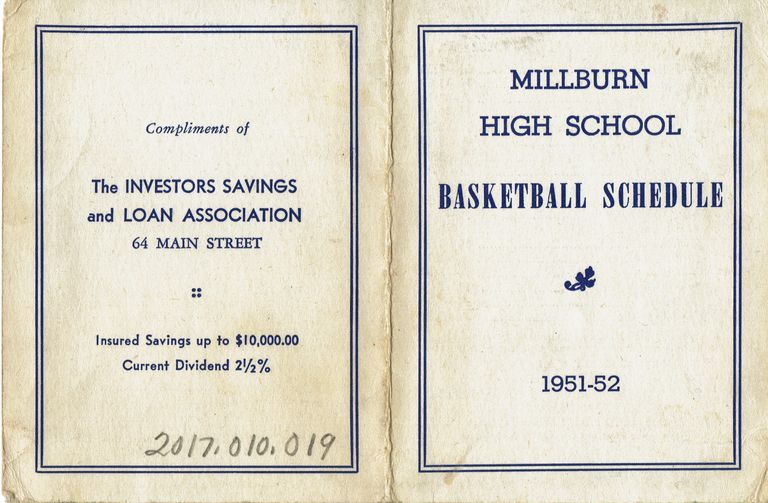 Compliments of
The INVESTORS SAVINGS
and LOAN ASSOCIATION
64 MAIN STREET
Insured Savings up to $10,000.00
Current Dividend 2½%
2017.010.019
MILLBURN
HIGH SCHOOL
BASKETBALL SCHEDULE
1951-52